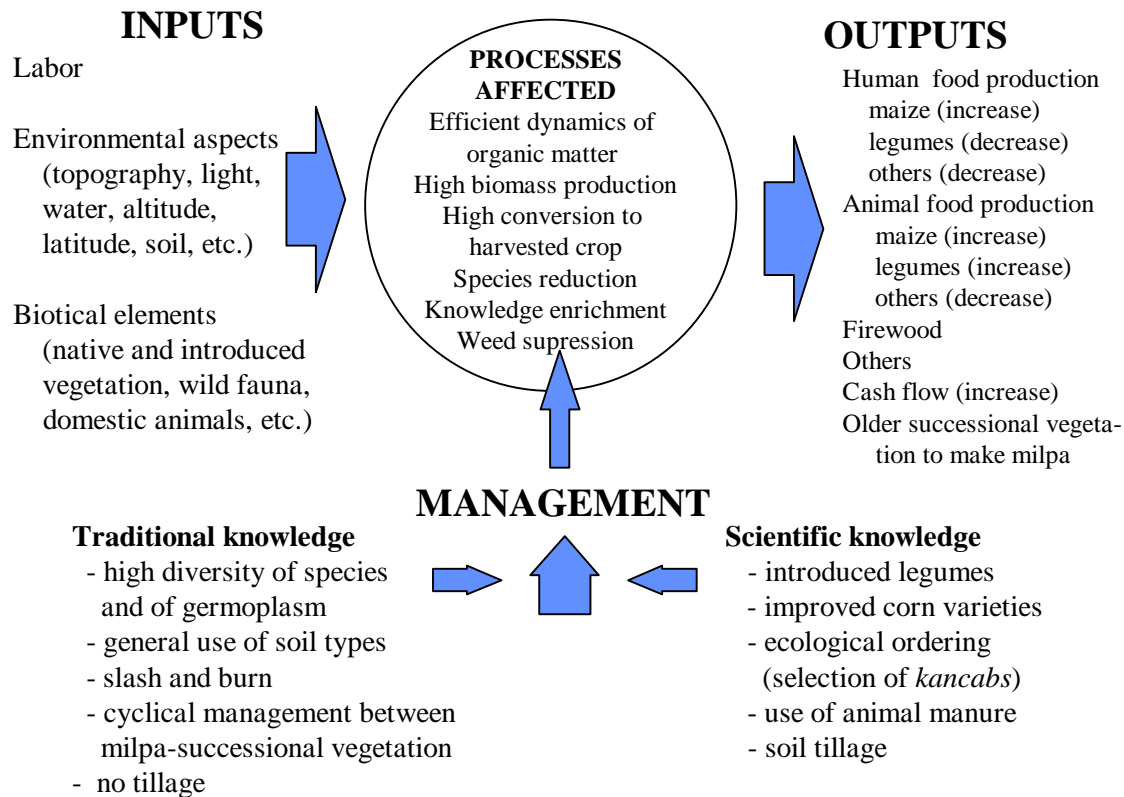 INPUTS
Labor
Environmental aspects
(topography, light,
water, altitude,
latitude, soil, etc.)
Biotical elements
(native and introduced
vegetation, wild fauna,
domestic animals, etc.)
PROCESSES
AFFECTED
Efficient dynamics of
organic matter
High biomass production
High conversion to
harvested crop
Species reduction
Knowledge enrichment
Weed supression
OUTPUTS
Human food production
maize (increase)
legumes (decrease)
others (decrease)
Animal food production
maize (increase)
legumes (increase)
others (decrease)
Firewood
Others
Cash flow (increase)
Older successional vegeta-
tion to make milpa
MANAGEMENT
Traditional knowledge
- high diversity of species
and of germoplasm
- general use of soil types
- slash and burn
- cyclical management between
milpa-successional vegetation
- no tillage
Scientific knowledge
- introduced legumes
- improved corn varieties
- ecological ordering
(selection of kancabs)
- use of animal manure
- soil tillage